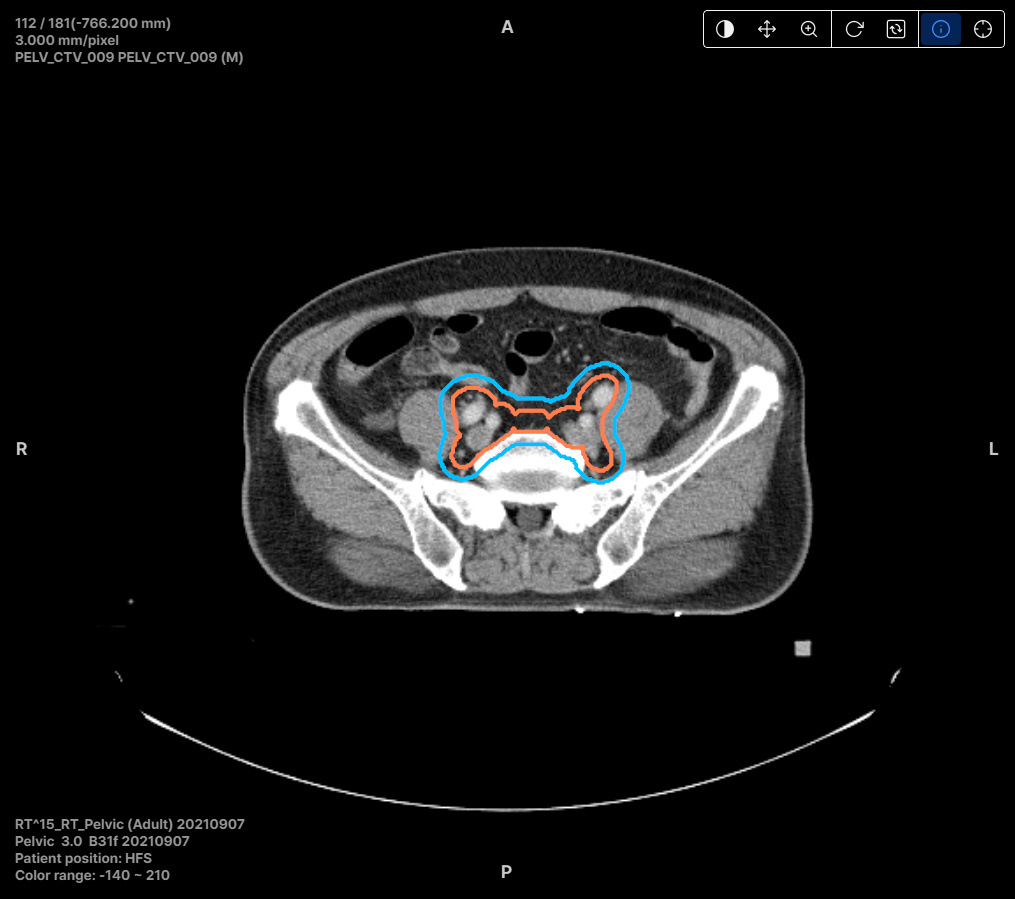 112 / 181(-766.200 mm)
3.000 mm/pixel
PELV_CTV_009 PELV_CTV_009 (M)
A
R
L
RT^15_RT_Pelvic (Adult) 20210907
Pelvic  3.0  B31f 20210907
Patient position: HFS
Color range: -140 ~ 210
P